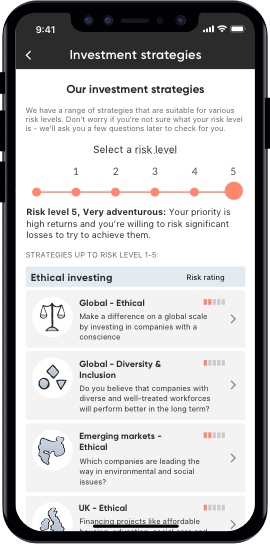 9:41
Investment strategies
Our investment strategies
We have a range of strategies that are suitable for various
risk levels. Don't worry if you're not sure what your risk level
is - we'll ask you a few questions later to check for you.
Select a risk level
1 2 3 4 5
Risk level 5, Very adventurous: Your priority is
high returns and you're willing to risk significant
losses to try to achieve them.
STRATEGIES UP TO RISK LEVEL 1-5:
Ethical investing Risk rating
Global - Ethical
Make a difference on a global scale
by investing in companies with a
conscience
Global - Diversity &
Inclusion
Do you believe that companies with
diverse and well-treated workforces
will perform better in the long term?
Emerging markets -
Ethical
Which companies are leading the
way in environmental and social
issues?
UK - Ethical
Financing projects like affordable
housing, education, social care and